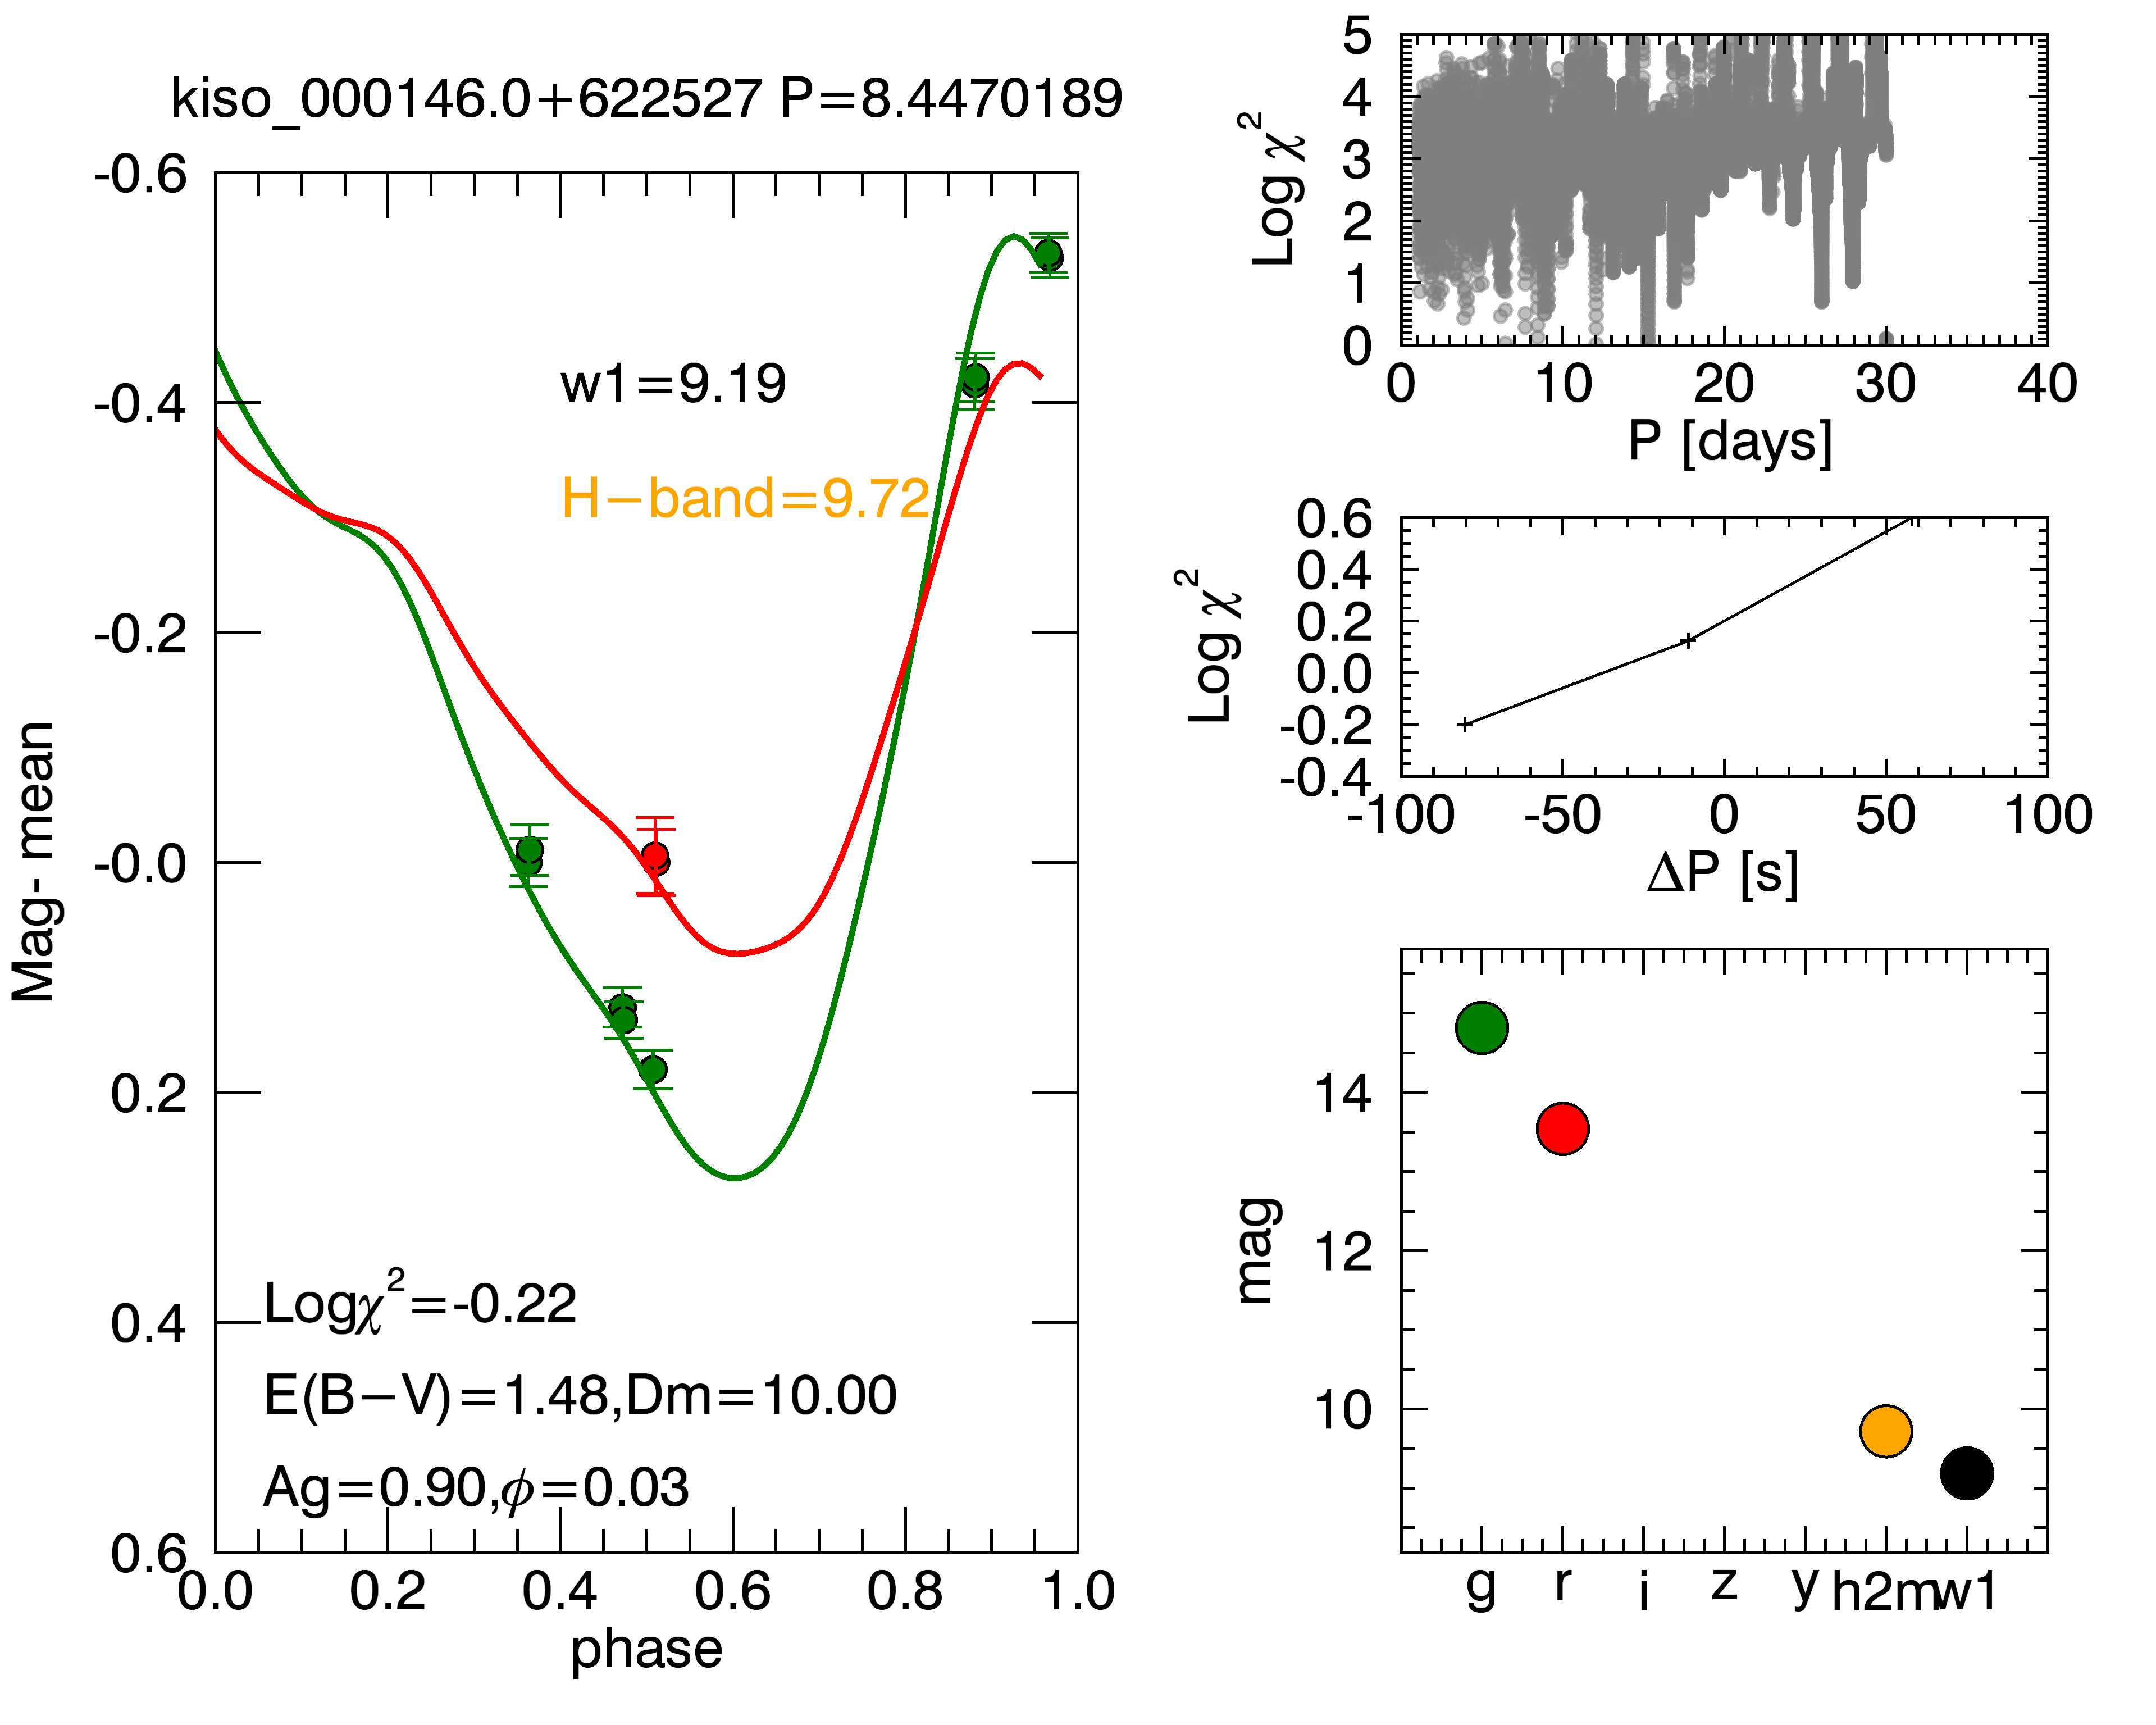 kiso_000146.0+622527 P=8.4470189
-0.6
-0.4
-0.2
-0.0
0.2
0.4
0.6
Mag- mean
w1=9.19
H−band=9.72
Logχ²=-0.22
E(B−V)=1.48,Dm=10.00
Ag=0.90,ϕ=0.03
0.0 0.2 0.4 0.6 0.8 1.0
phase
5
4
3
2
1
0
Log χ²
0 10 20 30 40
P [days]
0.6
0.4
0.2
0.0
-0.2
-0.4
Log χ²
-100 -50 0 50 100
ΔP [s]
14
12
10
mag
g r i z y h2m w1